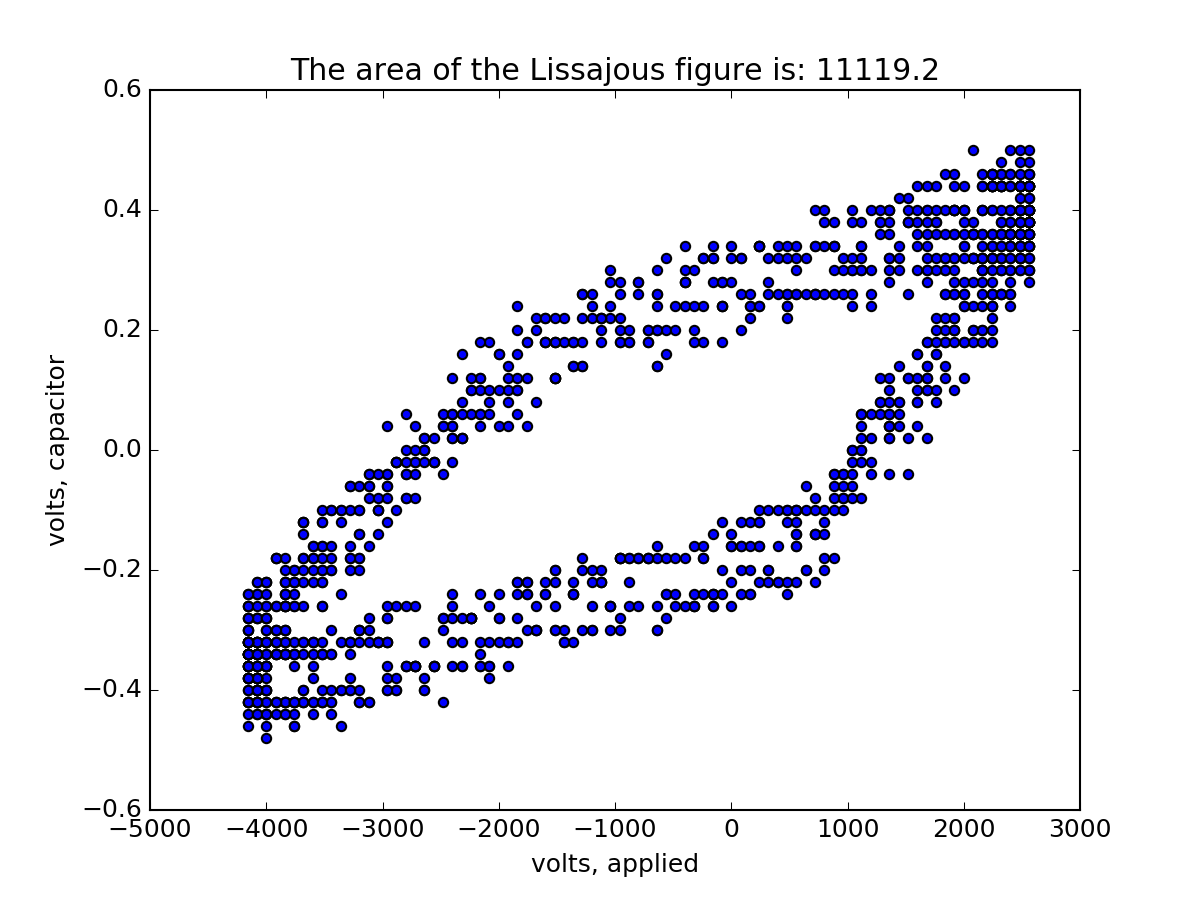 The area of the Lissajous figure is: 11119.2
0.6
0.4
0.2
0.0
−0.2
−0.4
−0.6
volts, capacitor
−5000 −4000 −3000 −2000 −1000 0 1000 2000 3000
volts, applied